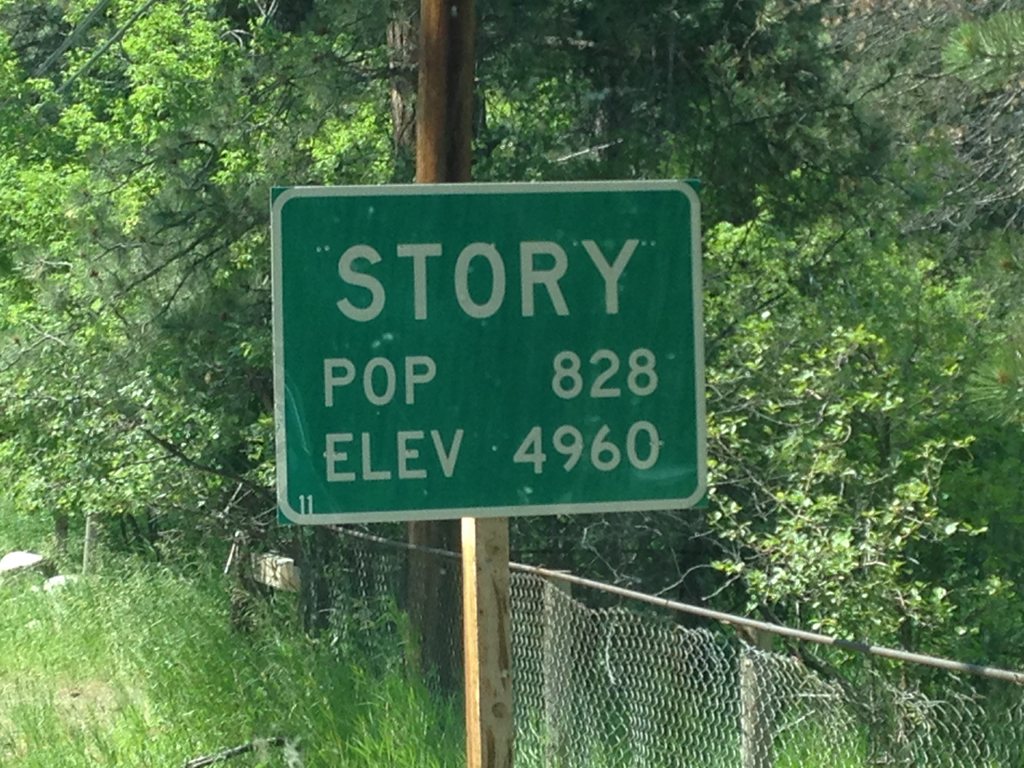 "STORY"
POP 828
ELEV 4960
11